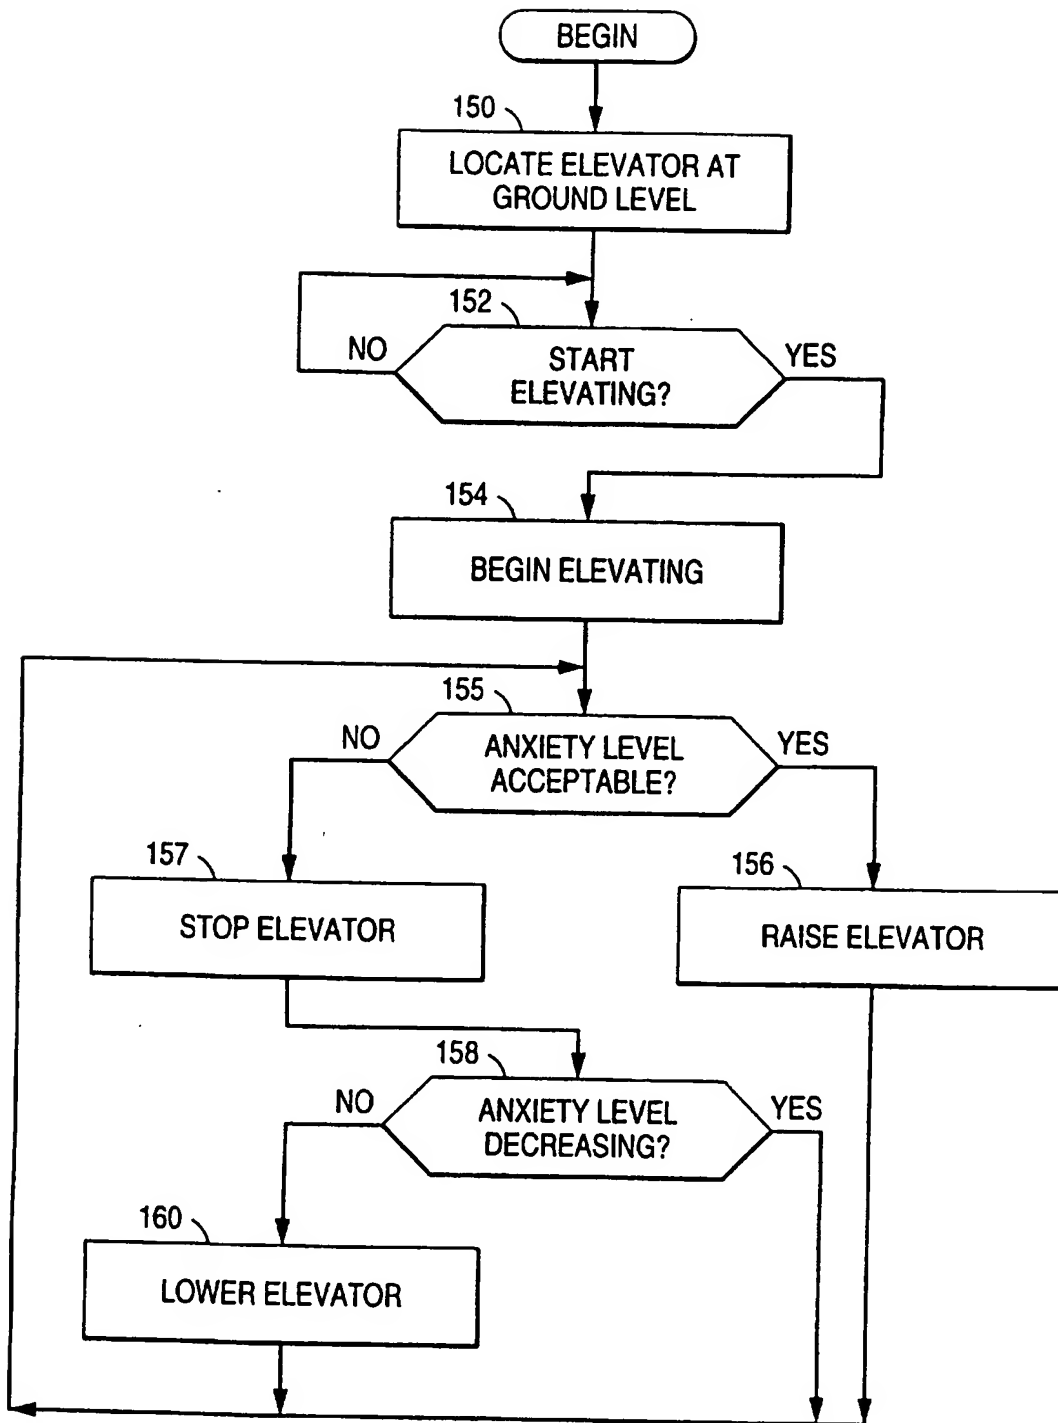 BEGIN
150
LOCATE ELEVATOR AT
GROUND LEVEL
152
NO
START
ELEVATING?
YES
154
BEGIN ELEVATING
155
NO
ANXIETY LEVEL
ACCEPTABLE?
YES
157
STOP ELEVATOR
156
RAISE ELEVATOR
158
NO
ANXIETY LEVEL
DECREASING?
YES
160
LOWER ELEVATOR